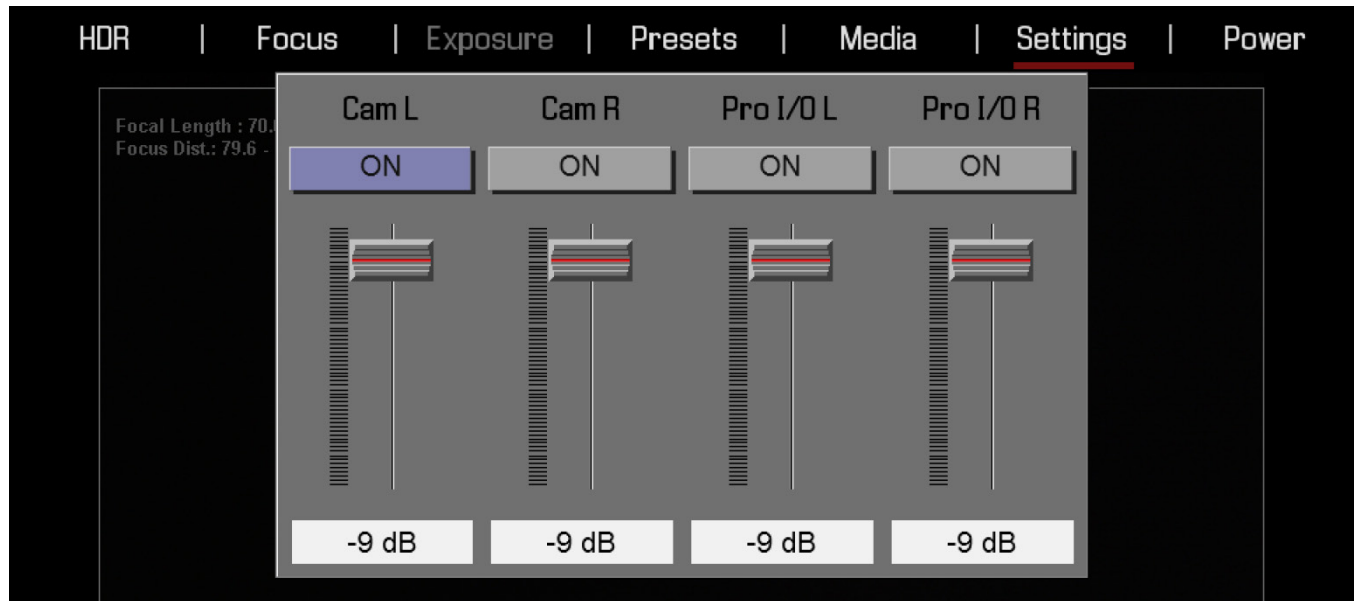 HDR | Focus | Exposure | Presets | Media | Settings | Power
Focal Length : 70.
Focus Dist.: 79.6 -
Cam L Cam R Pro I/O L Pro I/O R
ON ON ON ON
-9 dB -9 dB -9 dB -9 dB